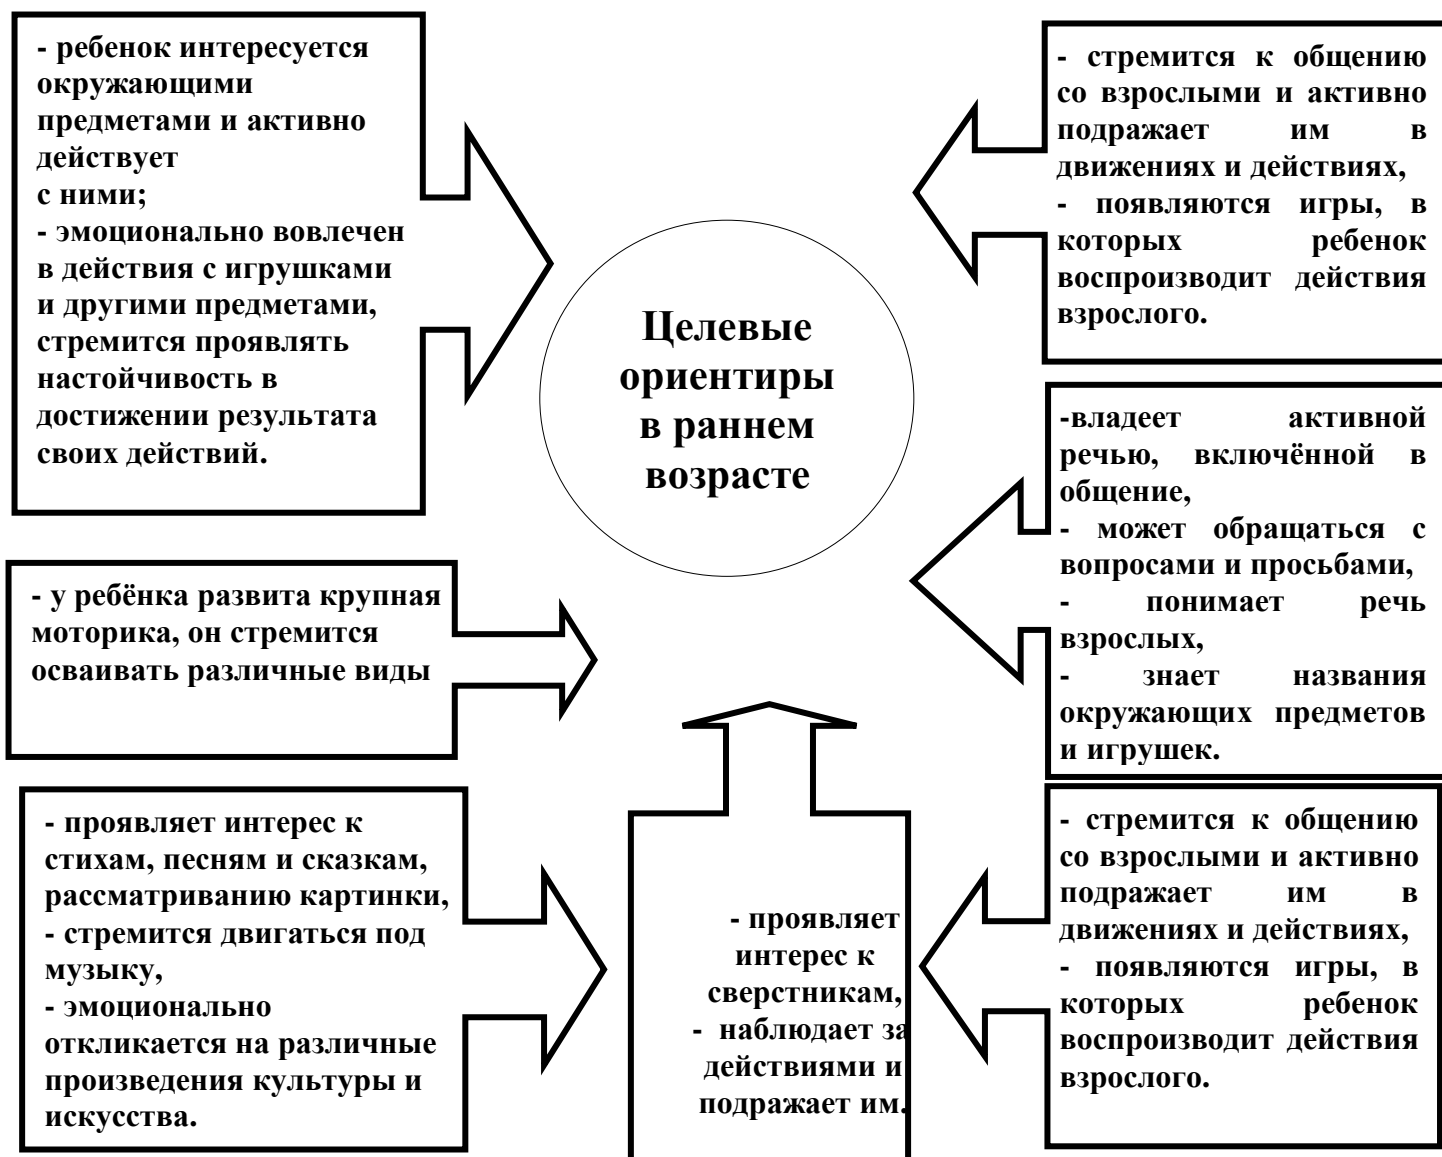 - ребенок интересуется
окружающими
предметами и активно
действует
с ними;
- эмоционально вовлечен
в действия с игрушками
и другими предметами,
стремится проявлять
настойчивость в
достижении результата
своих действий.
- стремится к общению
со взрослыми и активно
подражает им в
движениях и действиях,
- появляются игры, в
которых ребенок
воспроизводит действия
взрослого.
Целевые
ориентиры
в раннем
возрасте
-владеет активной
речью, включённой в
общение,
- может обращаться с
вопросами и просьбами,
- понимает речь
взрослых,
- знает названия
окружающих предметов
и игрушек.
- у ребёнка развита крупная
моторика, он стремится
осваивать различные виды
- проявляет интерес к
стихам, песням и сказкам,
рассматриванию картинки,
- стремится двигаться под
музыку,
- эмоционально
откликается на различные
произведения культуры и
искусства.
- проявляет
интерес к
сверстникам,
- наблюдает за
действиями и
подражает им.
- стремится к общению
со взрослыми и активно
подражает им в
движениях и действиях,
- появляются игры, в
которых ребенок
воспроизводит действия
взрослого.